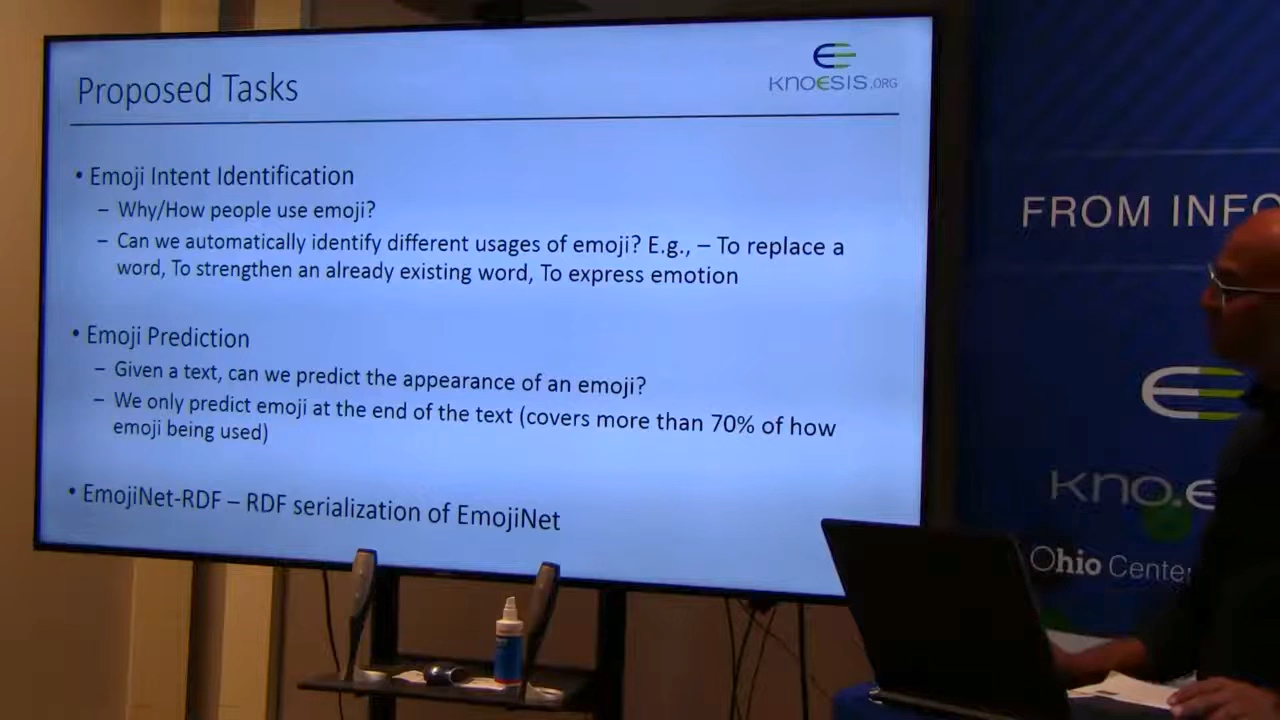 Proposed Tasks
KNOESIS.ORG
• Emoji Intent Identification
– Why/How people use emoji?
– Can we automatically identify different usages of emoji? E.g., – To replace a
word, To strengthen an already existing word, To express emotion
• Emoji Prediction
– Given a text, can we predict the appearance of an emoji?
– We only predict emoji at the end of the text (covers more than 70% of how
emoji being used)
• EmojiNet-RDF – RDF serialization of EmojiNet
FROM INFO
kno.e
Ohio Center